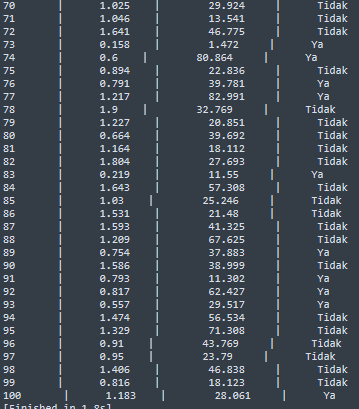 70 | 1.025 | 29.924 | Tidak
71 | 1.046 | 13.541 | Tidak
72 | 1.641 | 46.775 | Tidak
73 | 0.158 | 1.472 | Ya
74 | 0.6 | 80.864 | Ya
75 | 0.894 | 22.836 | Tidak
76 | 0.791 | 39.781 | Ya
77 | 1.217 | 82.991 | Ya
78 | 1.9 | 32.769 | Tidak
79 | 1.227 | 20.851 | Tidak
80 | 0.664 | 39.692 | Tidak
81 | 1.164 | 18.112 | Tidak
82 | 1.804 | 27.693 | Tidak
83 | 0.219 | 11.55 | Ya
84 | 1.643 | 57.308 | Tidak
85 | 1.03 | 25.246 | Tidak
86 | 1.531 | 21.48 | Tidak
87 | 1.593 | 41.325 | Tidak
88 | 1.209 | 67.625 | Tidak
89 | 0.754 | 37.883 | Ya
90 | 1.586 | 38.999 | Tidak
91 | 0.793 | 11.302 | Ya
92 | 0.817 | 62.427 | Ya
93 | 0.557 | 29.517 | Ya
94 | 1.474 | 56.534 | Tidak
95 | 1.329 | 71.308 | Tidak
96 | 0.91 | 43.769 | Tidak
97 | 0.95 | 23.79 | Tidak
98 | 1.406 | 46.838 | Tidak
99 | 0.816 | 18.123 | Tidak
100 | 1.183 | 28.061 | Ya
[Finished in 1.8s]